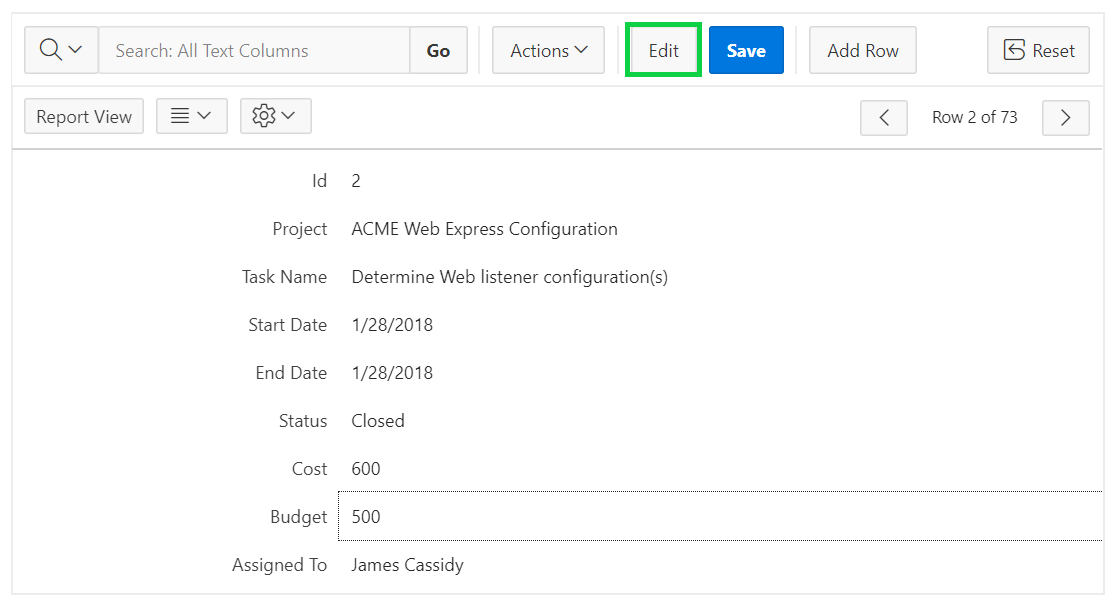 Search: All Text Columns Go Actions Edit Save Add Row Reset
Report View Row 2 of 73
Id 2
Project ACME Web Express Configuration
Task Name Determine Web listener configuration(s)
Start Date 1/28/2018
End Date 1/28/2018
Status Closed
Cost 600
Budget 500
Assigned To James Cassidy